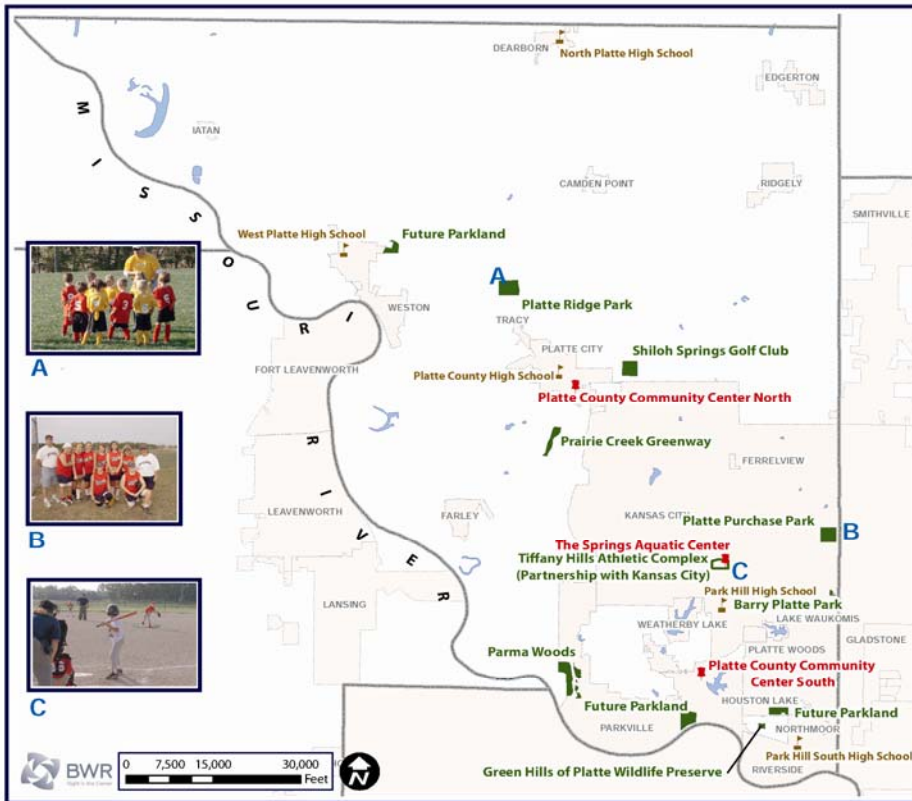 DEARBORN
North Platte High School
EDGERTON
IATAN
CAMDEN POINT
RIDGELY
SMITHVILLE
MISSOURI RIVER
West Platte High School
Future Parkland
A
Platte Ridge Park
WESTON
TRACY
PLATTE CITY
Shiloh Springs Golf Club
A
FORT LEAVENWORTH
Platte County High School
Platte County Community Center North
Prairie Creek Greenway
FERRELVIEW
LEAVENWORTH
FARLEY
KANSAS CITY
Platte Purchase Park
B
B
The Springs Aquatic Center
Tiffany Hills Athletic Complex
(Partnership with Kansas City)
C
LANSING
Park Hill High School
Barry Platte Park
WEATHERBY LAKE
LAKE WAUKOMIS
GLADSTONE
PLATTE WOODS
Parma Woods
Platte County Community
Center South
C
HOUSTON LAKE
Future Parkland
Future Parkland
PARKVILLE
NORTHMOOR
Park Hill South High School
Green Hills of Platte Wildlife Preserve
RIVERSIDE
BWR
0 7,500 15,000 30,000
Feet
N